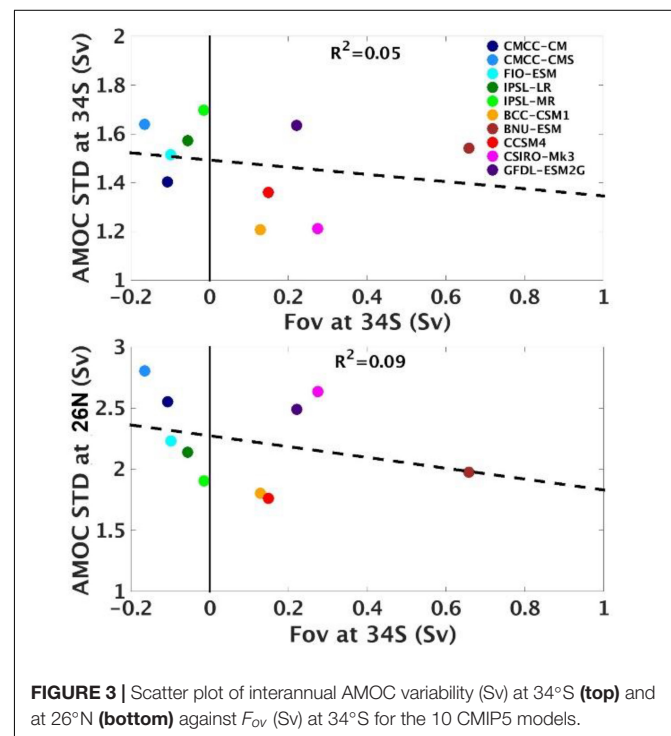 2
1.8
1.6
1.4
1.2
1
AMOC STD at 34S (Sv)
R²=0.05
CMCC-CM
CMCC-CMS
FIO-ESM
IPSL-LR
IPSL-MR
BCC-CSM1
BNU-ESM
CCSM4
CSIRO-Mk3
GFDL-ESM2G
-0.2 0 0.2 0.4 0.6 0.8 1
Fov at 34S (Sv)
3
2.5
2
1.5
1
AMOC STD at 26N (Sv)
R²=0.09
-0.2 0 0.2 0.4 0.6 0.8 1
Fov at 34S (Sv)
FIGURE 3 | Scatter plot of interannual AMOC variability (Sv) at 34°S (top) and
at 26°N (bottom) against Fov (Sv) at 34°S for the 10 CMIP5 models.